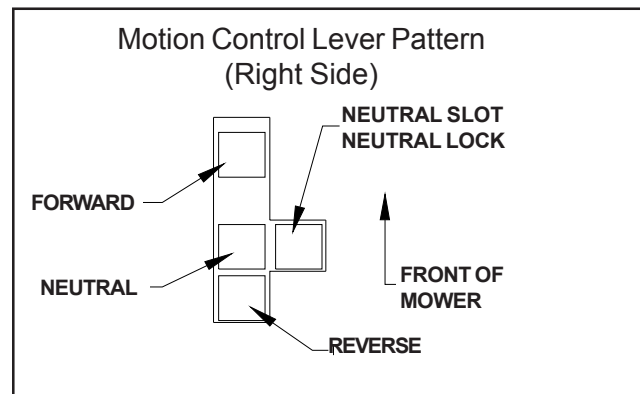 Motion Control Lever Pattern
(Right Side)
NEUTRAL SLOT
NEUTRAL LOCK
FORWARD
NEUTRAL
FRONT OF
MOWER
REVERSE